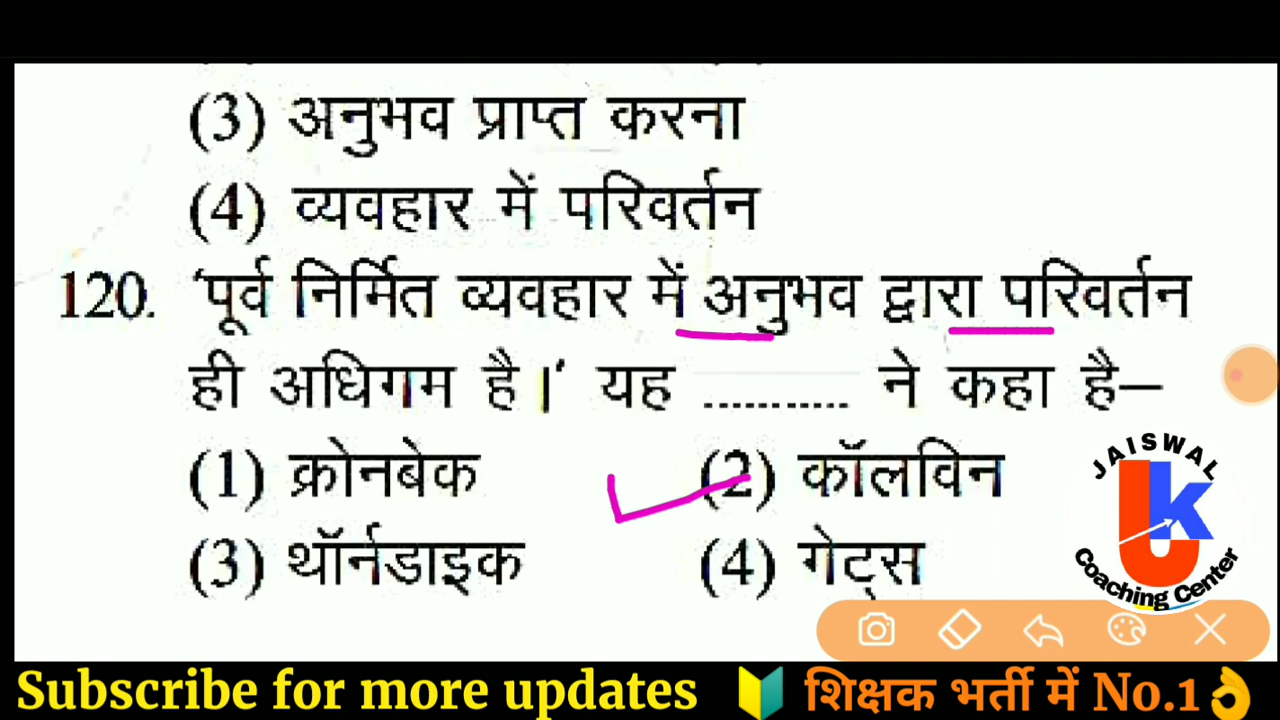 (3) अनुभव प्राप्त करना
(4) व्यवहार में परिवर्तन
120. ‘पूर्व निर्मित व्यवहार में अनुभव द्वारा परिवर्तन
ही अधिगम है।‘ यह ........... ने कहा है–
(1) क्रोनबेक (2) कॉलविन
(3) थॉर्नडाइक (4) गेट्स
JAISWAL
UK
Coaching Center
Subscribe for more updates 🔰 शिक्षक भर्ती में No.1👌